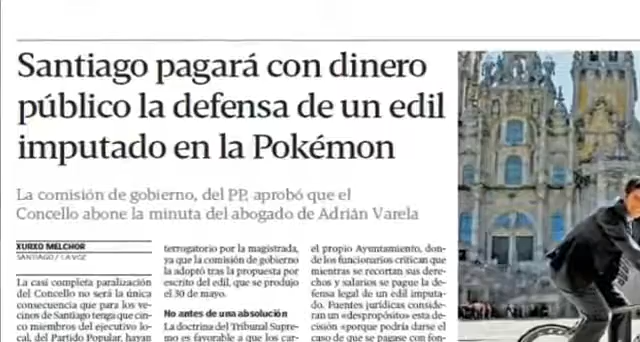 Santiago pagará con dinero
público la defensa de un edil
imputado en la Pokémon
La comisión de gobierno, del PP, aprobó que el
Concello abone la minuta del abogado de Adrián Varela
XURXO MELCHOR
SANTIAGO / LA VOZ
La casi completa paralización
del Concello no será la única
consecuencia que para los ve-
cinos de Santiago tenga que cin-
co miembros del ejecutivo lo-
cal, del Partido Popular, hayan
terrogatorio por la magistrada,
ya que la comisión de gobierno
la adoptó tras la propuesta por
escrito del edil, que se produjo
el 30 de mayo.
No antes de una absolución
La doctrina del Tribunal Supre-
mo es favorable a que los car-
el propio Ayuntamiento, don-
de los funcionarios critican que
mientras se recortan sus dere-
chos y salarios se pague la de-
fensa legal de un edil imputa-
do. Fuentes jurídicas conside-
ran un «despropósito» esta de-
cisión «porque podría darse el
caso de que se pagase con fon-